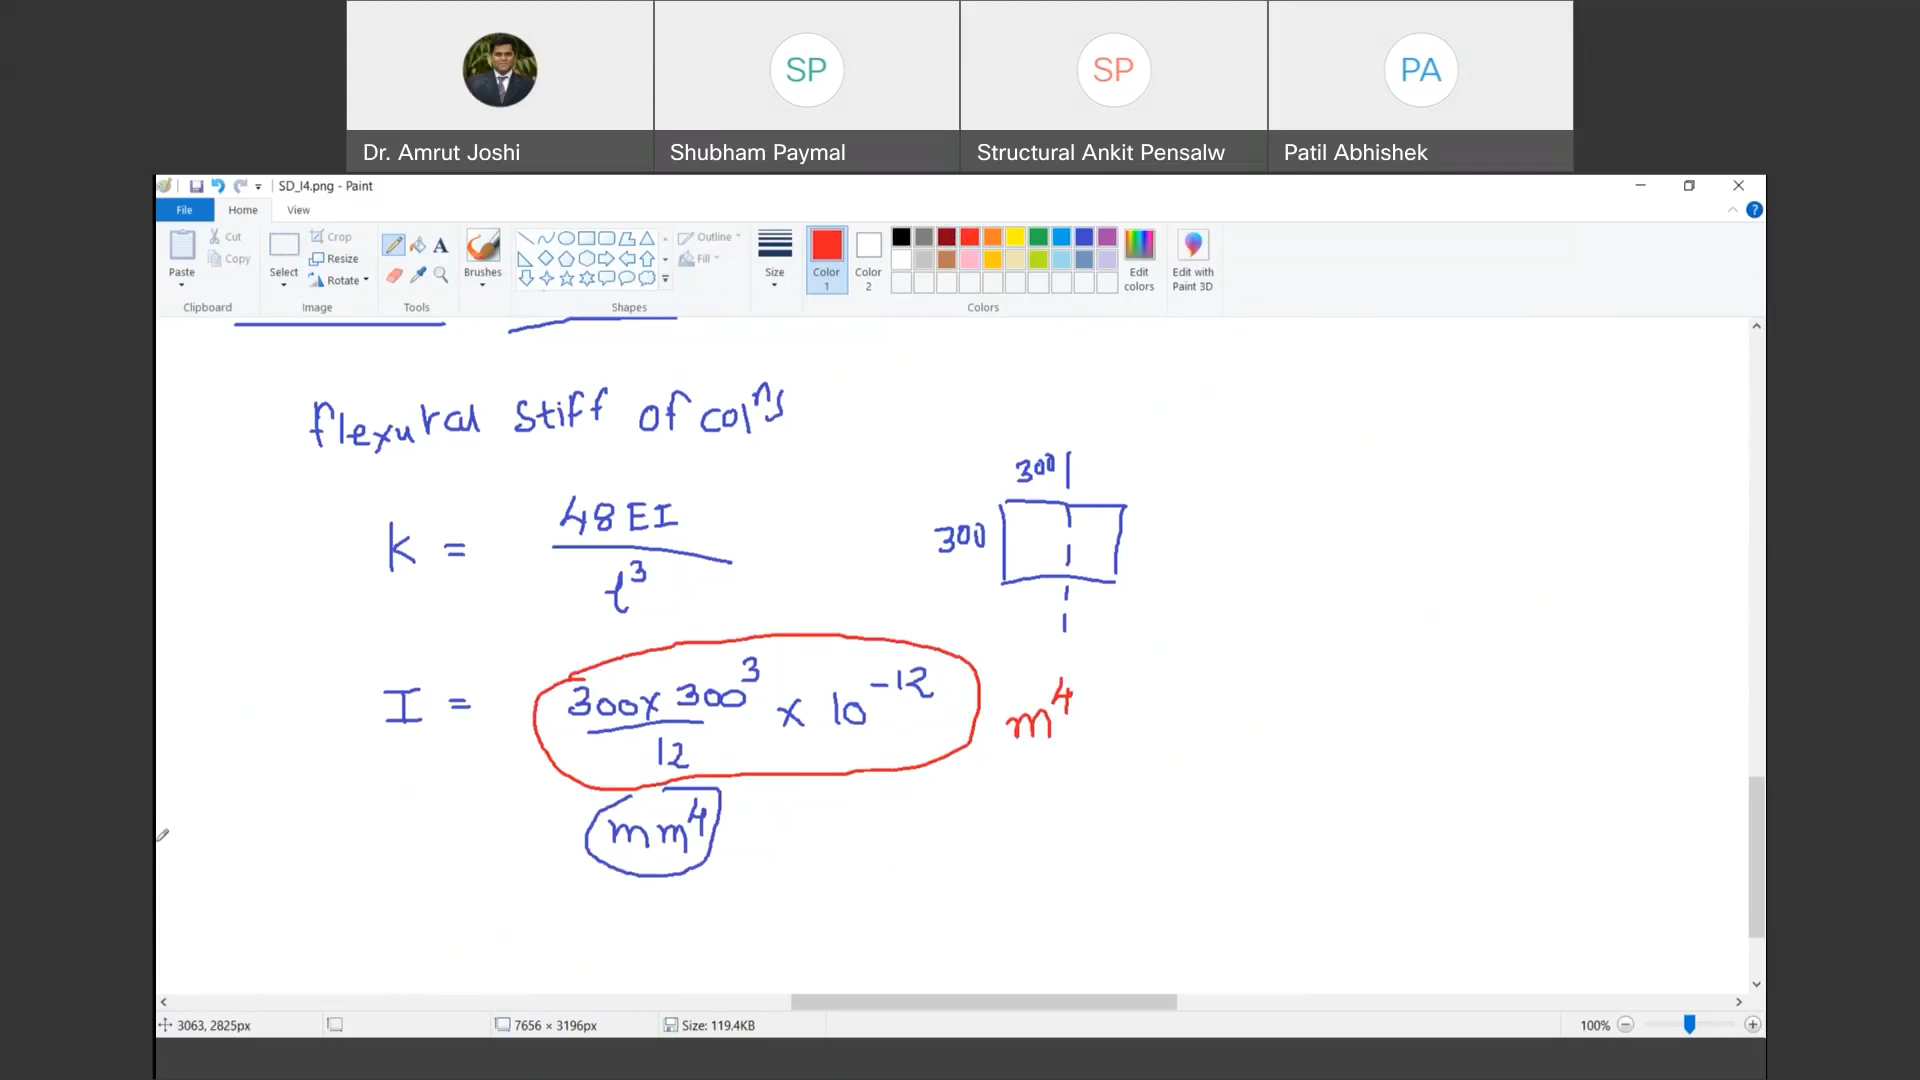 SP
SP
PA
Dr. Amrut Joshi
Shubham Paymal
Structural Ankit Pensalw
Patil Abhishek
SD_l4.png - Paint
File
Home
View
Paste
Cut
Copy
Clipboard
Select
Crop
Resize
Rotate
Image
A
Tools
Brushes
Outline
Fill
Shapes
Size
Color 1
Color 2
Edit colors
Colors
Edit with Paint 3D
flexural stiff of colⁿs
K = 48EI / l³
300
300
I = 300 x 300³ / 12 x 10⁻¹² m⁴
mm⁴
3063, 2825px
7656 × 3196px
Size: 119.4KB
100%